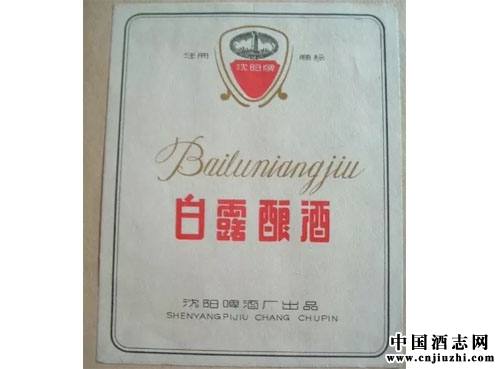 注册 商标
沈阳牌
Bailuniangjiu
白露酿酒
沈阳啤酒厂出品
SHENYANGPIJIU CHANG CHUPIN
中国酒志网
www.cnjiuzhi.com